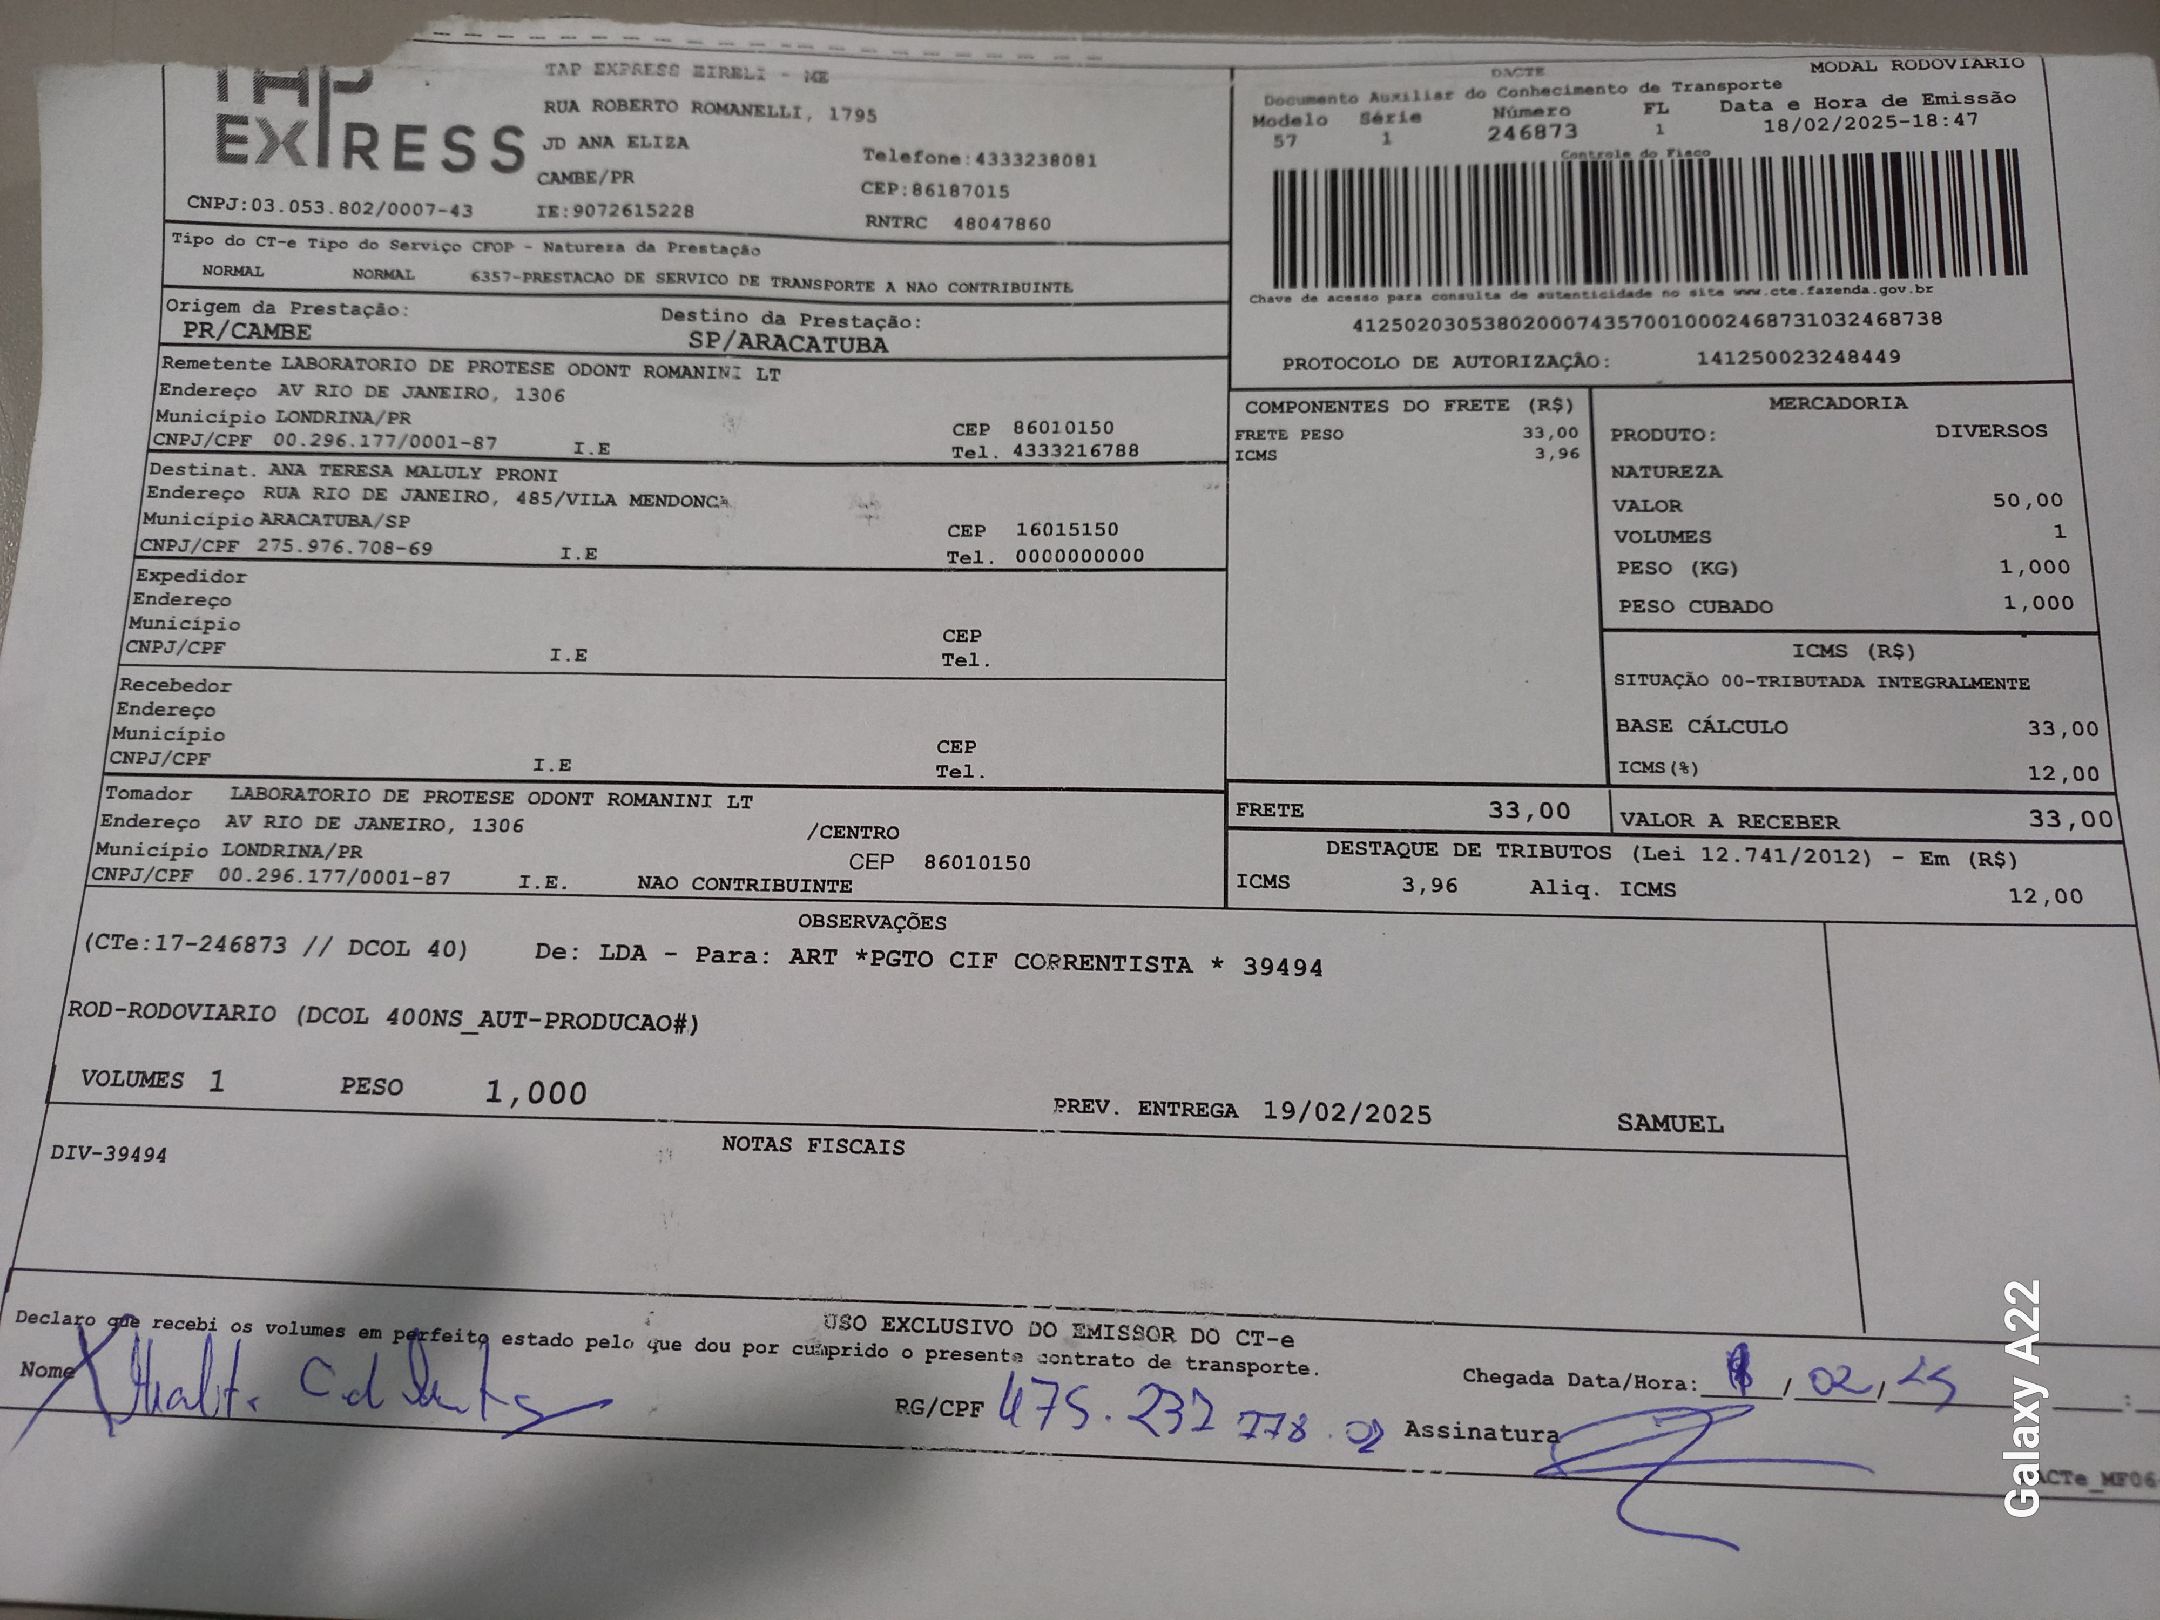 TAP
EXPRESS
TAP EXPRESS EIRELI - ME
RUA ROBERTO ROMANELLI, 1795
JD ANA ELIZA
Telefone:4333238081
CAMBE/PR
CEP:86187015
CNPJ:03.053.802/0007-43
IE:9072615228
RNTRC 48047860
DACTE
MODAL RODOVIARIO
Documento Auxiliar do Conhecimento de Transporte
Modelo Série Número FL Data e Hora de Emissão
57 1 246873 1 18/02/2025-18:47
Controle do Fisco
Chave de acesso para consulta de autenticidade no site www.cte.fazenda.gov.br
41250203053802000743570010002468731032468738
PROTOCOLO DE AUTORIZAÇÃO: 141250023248449
Tipo do CT-e Tipo do Serviço CFOP - Natureza da Prestação
NORMAL NORMAL 6357-PRESTACAO DE SERVICO DE TRANSPORTE A NAO CONTRIBUINTE
Origem da Prestação: Destino da Prestação:
PR/CAMBE SP/ARACATUBA
Remetente LABORATORIO DE PROTESE ODONT ROMANINI LT
Endereço AV RIO DE JANEIRO, 1306
Município LONDRINA/PR CEP 86010150
CNPJ/CPF 00.296.177/0001-87 I.E Tel. 4333216788
Destinat. ANA TERESA MALULY PRONI
Endereço RUA RIO DE JANEIRO, 485/VILA MENDONCA
Município ARACATUBA/SP CEP 16015150
CNPJ/CPF 275.976.708-69 I.E Tel. 0000000000
Expedidor
Endereço
Município CEP
CNPJ/CPF I.E Tel.
Recebedor
Endereço
Município CEP
CNPJ/CPF I.E Tel.
Tomador LABORATORIO DE PROTESE ODONT ROMANINI LT
Endereço AV RIO DE JANEIRO, 1306 /CENTRO
Município LONDRINA/PR CEP 86010150
CNPJ/CPF 00.296.177/0001-87 I.E. NAO CONTRIBUINTE
COMPONENTES DO FRETE (R$)
FRETE PESO 33,00
ICMS 3,96
MERCADORIA
PRODUTO: DIVERSOS
NATUREZA
VALOR 50,00
VOLUMES 1
PESO (KG) 1,000
PESO CUBADO 1,000
ICMS (R$)
SITUAÇÃO 00-TRIBUTADA INTEGRALMENTE
BASE CÁLCULO 33,00
ICMS(%) 12,00
FRETE 33,00 VALOR A RECEBER 33,00
DESTAQUE DE TRIBUTOS (Lei 12.741/2012) - Em (R$)
ICMS 3,96 Aliq. ICMS 12,00
OBSERVAÇÕES
(CTe:17-246873 // DCOL 40) De: LDA - Para: ART *PGTO CIF CORRENTISTA * 39494
ROD-RODOVIARIO (DCOL 400NS_AUT-PRODUCAO#)
VOLUMES 1 PESO 1,000 PREV. ENTREGA 19/02/2025 SAMUEL
NOTAS FISCAIS
DIV-39494
USO EXCLUSIVO DO EMISSOR DO CT-e
Declaro que recebi os volumes em perfeito estado pelo que dou por cumprido o presente contrato de transporte.
Nome RG/CPF 475.232 778.02 Assinatura
Chegada Data/Hora: / 02 / 25 :
ACTe_MF06
Galaxy A22